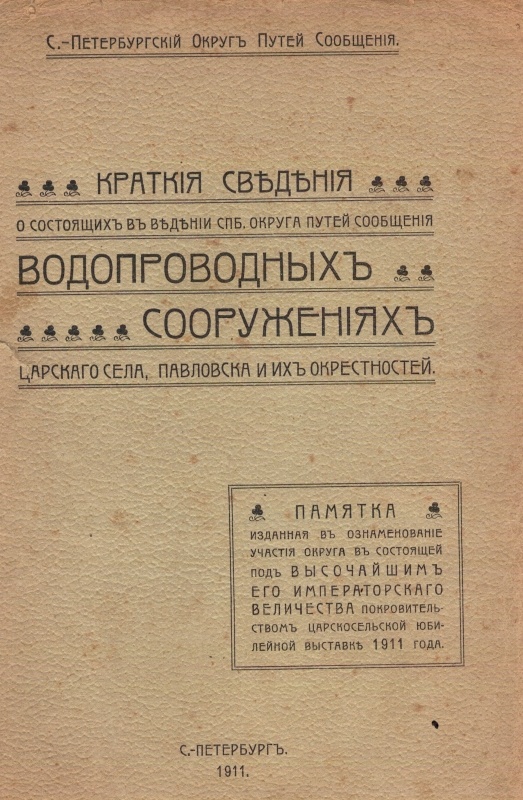 С.-Петербургскій Округъ Путей Сообщенія.
КРАТКІЯ СВѢДѢНІЯ
О СОСТОЯЩИХЪ ВЪ ВѢДѢНІИ СПБ. ОКРУГА ПУТЕЙ СООБЩЕНІЯ
ВОДОПРОВОДНЫХЪ
СООРУЖЕНІЯХЪ
ЦАРСКАГО СЕЛА, ПАВЛОВСКА И ИХЪ ОКРЕСТНОСТЕЙ.
ПАМЯТКА
ИЗДАННАЯ ВЪ ОЗНАМЕНОВАНІЕ
УЧАСТІЯ ОКРУГА ВЪ СОСТОЯЩЕЙ
ПОДЪ ВЫСОЧАЙШИМЪ
ЕГО ИМПЕРАТОРСКАГО
ВЕЛИЧЕСТВА ПОКРОВИТЕЛЬ-
СТВОМЪ ЦАРСКОСЕЛЬСКОЙ ЮБИ-
ЛЕЙНОЙ ВЫСТАВКѢ 1911 ГОДА.
С.-ПЕТЕРБУРГЪ.
1911.